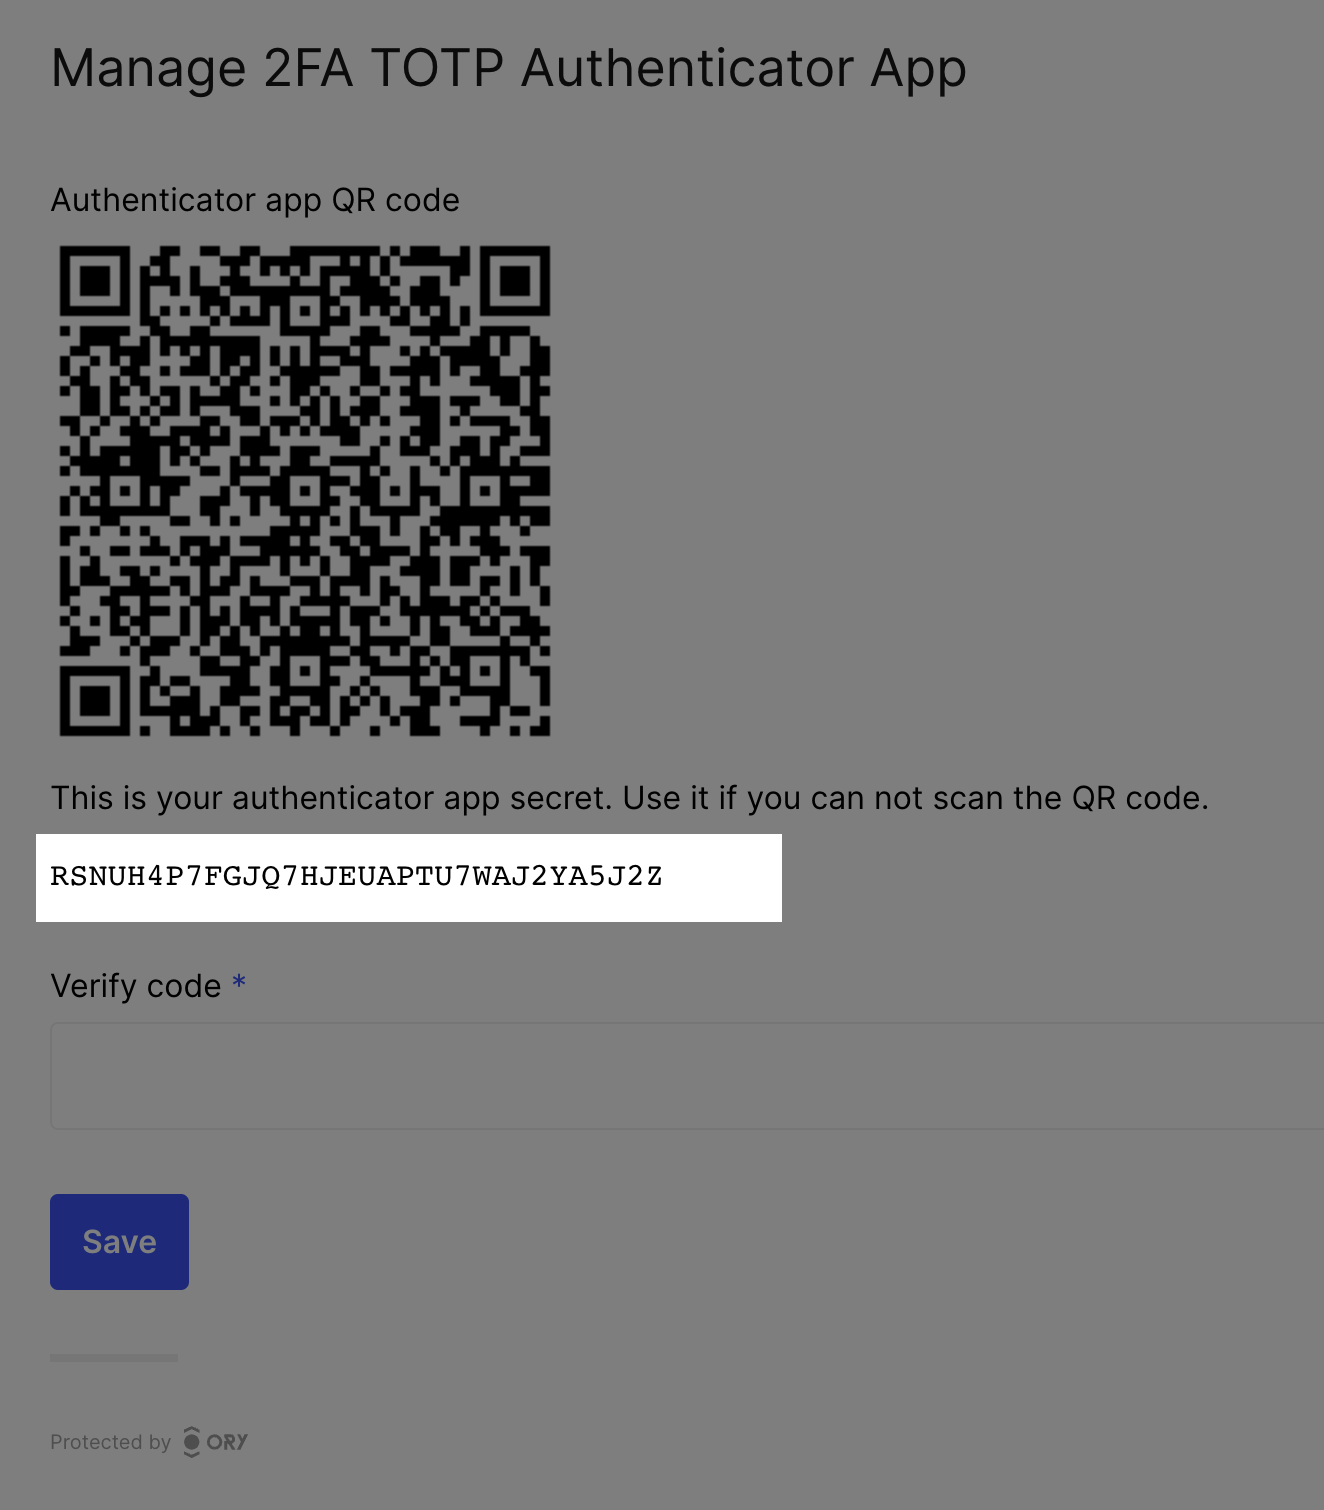 Manage 2FA TOTP Authenticator App
Authenticator app QR code
This is your authenticator app secret. Use it if you can not scan the QR code.
RSNUH4P7FGJQ7HJEUAPTU7WAJ2YA5J2Z
Verify code *
Save
Protected by ORY